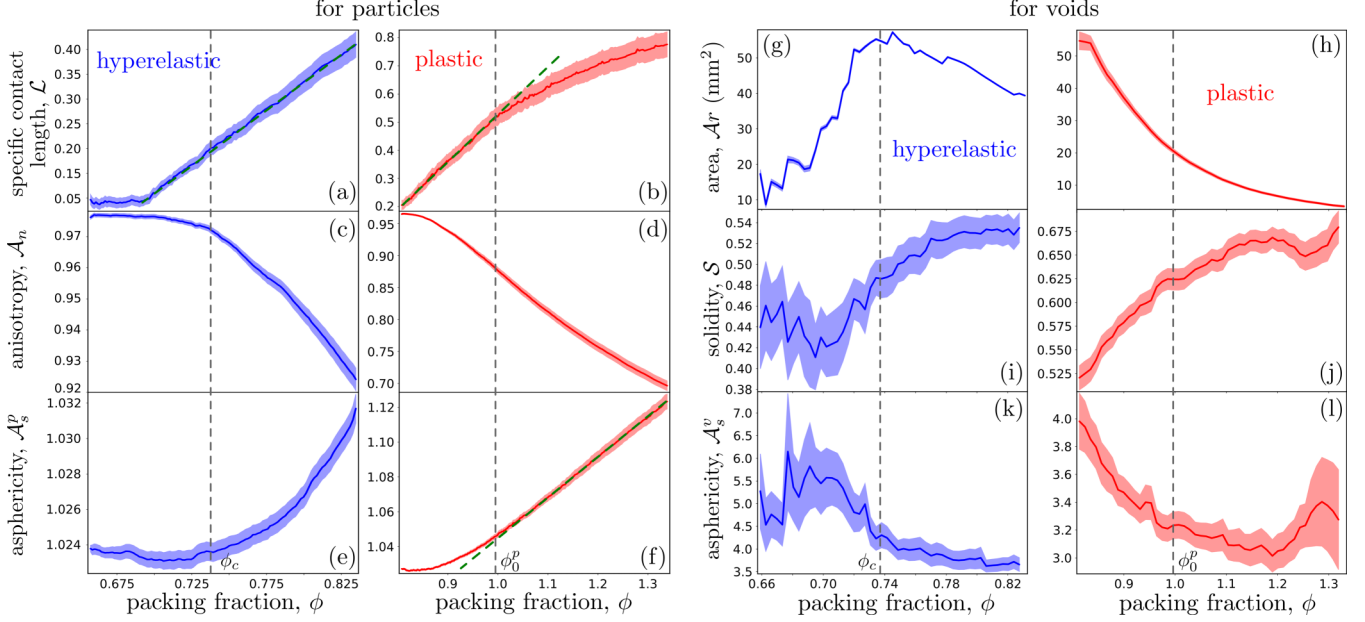 for particles
for voids
specific contact
length, ℒ
0.40
0.30
0.20
0.15
0.05
hyperelastic
(a)
0.8
0.7
0.6
0.5
0.4
0.3
0.2
plastic
(b)
anisotropy, 𝒜n
0.97
0.96
0.95
0.94
0.93
0.92
(c)
0.95
0.90
0.85
0.80
0.75
0.70
(d)
asphericity, 𝒜ₛᵖ
1.032
1.030
1.028
1.026
1.024
ϕc
(e)
0.675
0.725
0.775
0.825
packing fraction, ϕ
1.12
1.10
1.08
1.06
1.04
ϕ₀ᵖ
(f)
0.9
1.0
1.1
1.2
1.3
packing fraction, ϕ
area, 𝒜r (mm²)
50
40
30
20
10
(g)
hyperelastic
50
40
30
20
10
(h)
plastic
solidity, 𝒮
0.54
0.52
0.50
0.48
0.46
0.44
0.42
0.40
0.38
(i)
0.675
0.650
0.625
0.600
0.575
0.550
0.525
(j)
asphericity, 𝒜ₛᵛ
7.0
6.5
6.0
5.5
5.0
4.5
4.0
3.5
(k)
ϕc
0.66
0.70
0.74
0.78
0.82
packing fraction, ϕ
4.0
3.8
3.6
3.4
3.2
3.0
(l)
ϕ₀ᵖ
0.9
1.0
1.1
1.2
1.3
packing fraction, ϕ